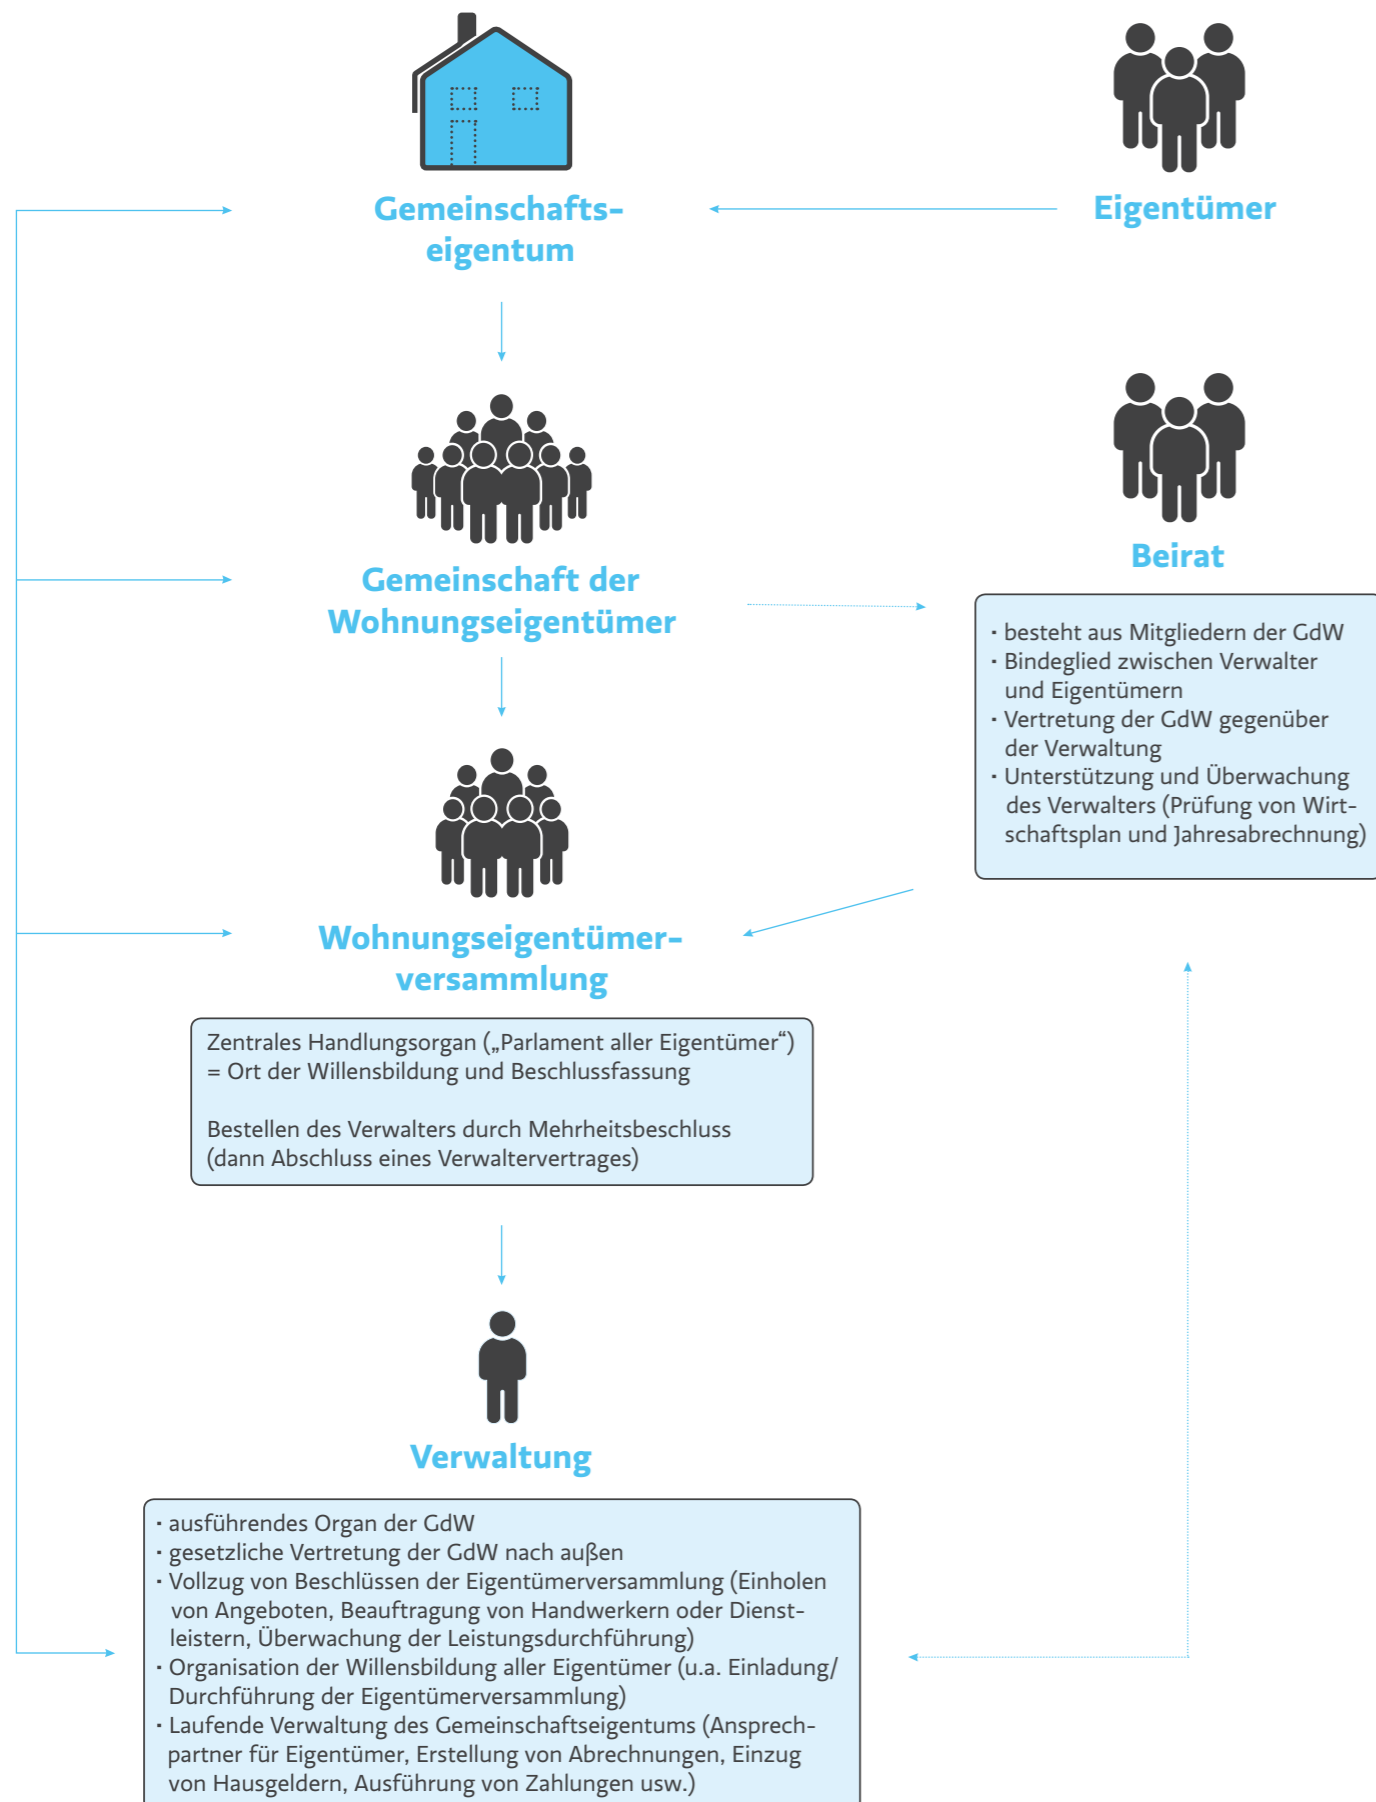 Gemeinschafts-
eigentum
Eigentümer
Gemeinschaft der
Wohnungseigentümer
Beirat
· besteht aus Mitgliedern der GdW
· Bindeglied zwischen Verwalter
und Eigentümern
· Vertretung der GdW gegenüber
der Verwaltung
· Unterstützung und Überwachung
des Verwalters (Prüfung von Wirt-
schaftsplan und Jahresabrechnung)
Wohnungseigentümer-
versammlung
Zentrales Handlungsorgan („Parlament aller Eigentümer“)
= Ort der Willensbildung und Beschlussfassung
Bestellen des Verwalters durch Mehrheitsbeschluss
(dann Abschluss eines Verwaltervertrages)
Verwaltung
· ausführendes Organ der GdW
· gesetzliche Vertretung der GdW nach außen
· Vollzug von Beschlüssen der Eigentümerversammlung (Einholen
von Angeboten, Beauftragung von Handwerkern oder Dienst-
leistern, Überwachung der Leistungsdurchführung)
· Organisation der Willensbildung aller Eigentümer (u.a. Einladung/
Durchführung der Eigentümerversammlung)
· Laufende Verwaltung des Gemeinschaftseigentums (Ansprech-
partner für Eigentümer, Erstellung von Abrechnungen, Einzug
von Hausgeldern, Ausführung von Zahlungen usw.)